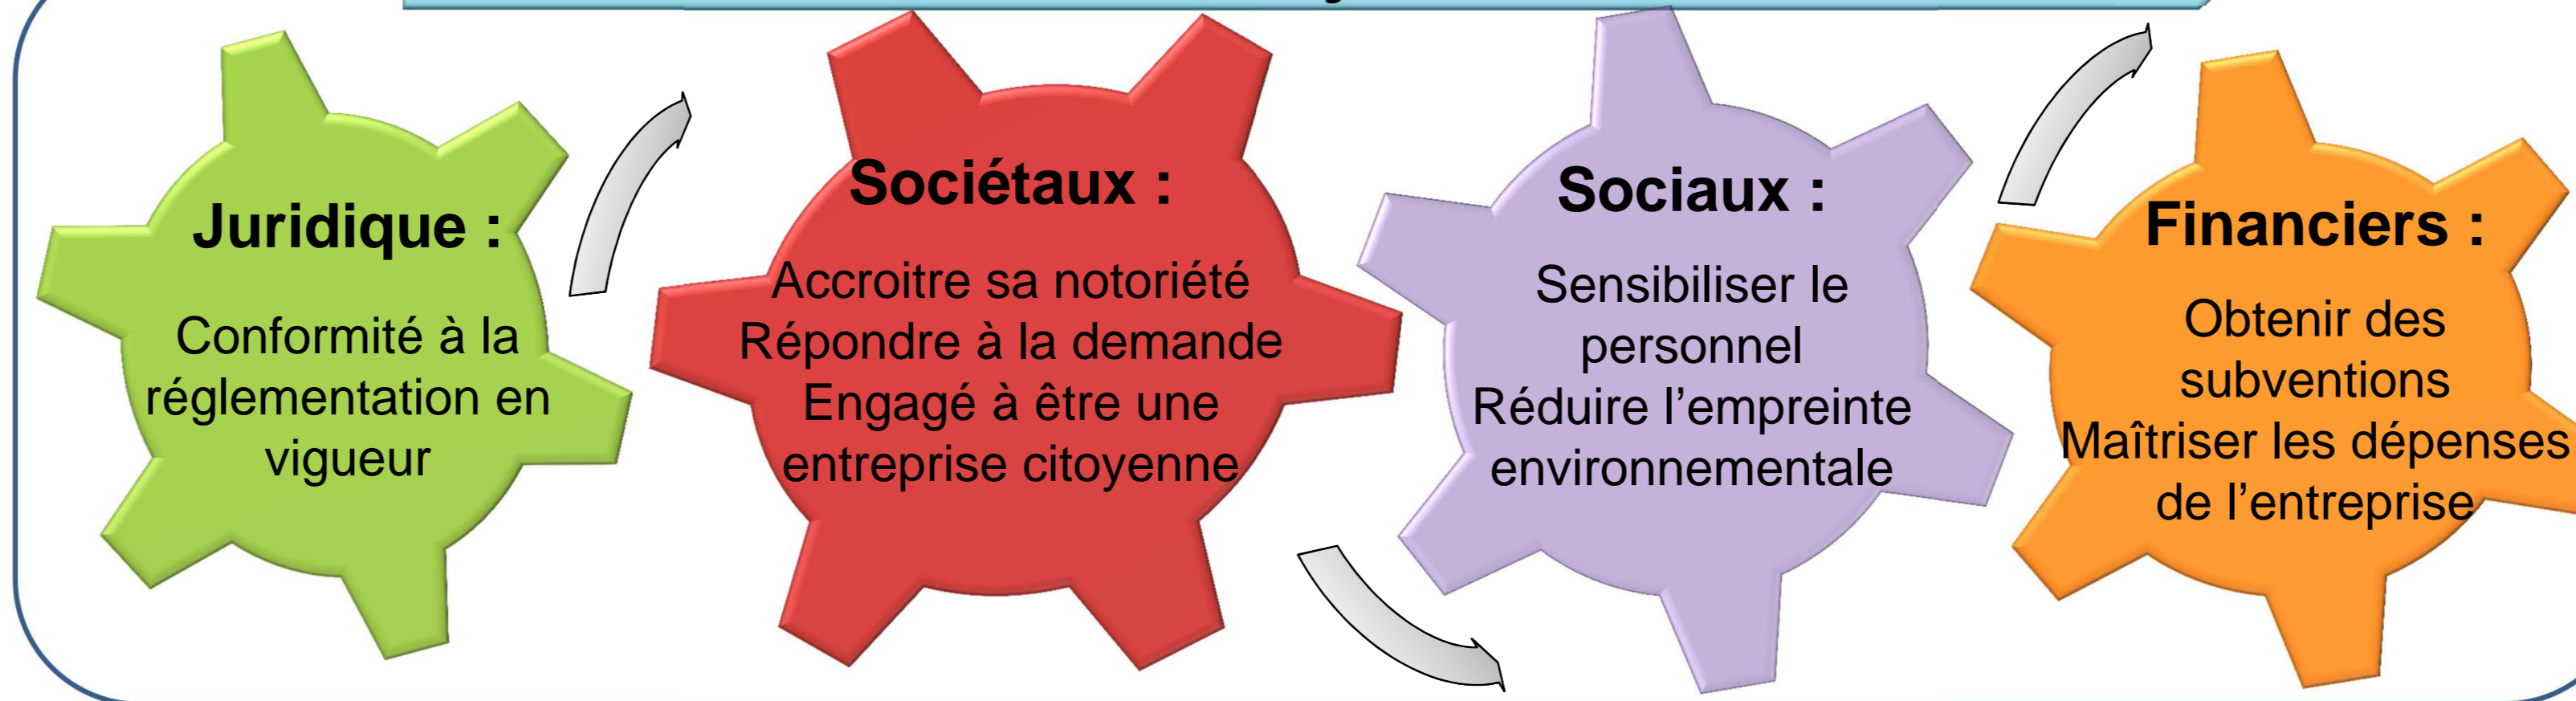 Juridique :
Conformité à la
réglementation en
vigueur
Sociétaux :
Accroitre sa notoriété
Répondre à la demande
Engagé à être une
entreprise citoyenne
Sociaux :
Sensibiliser le
personnel
Réduire l’empreinte
environnementale
Financiers :
Obtenir des
subventions
Maîtriser les dépenses
de l’entreprise